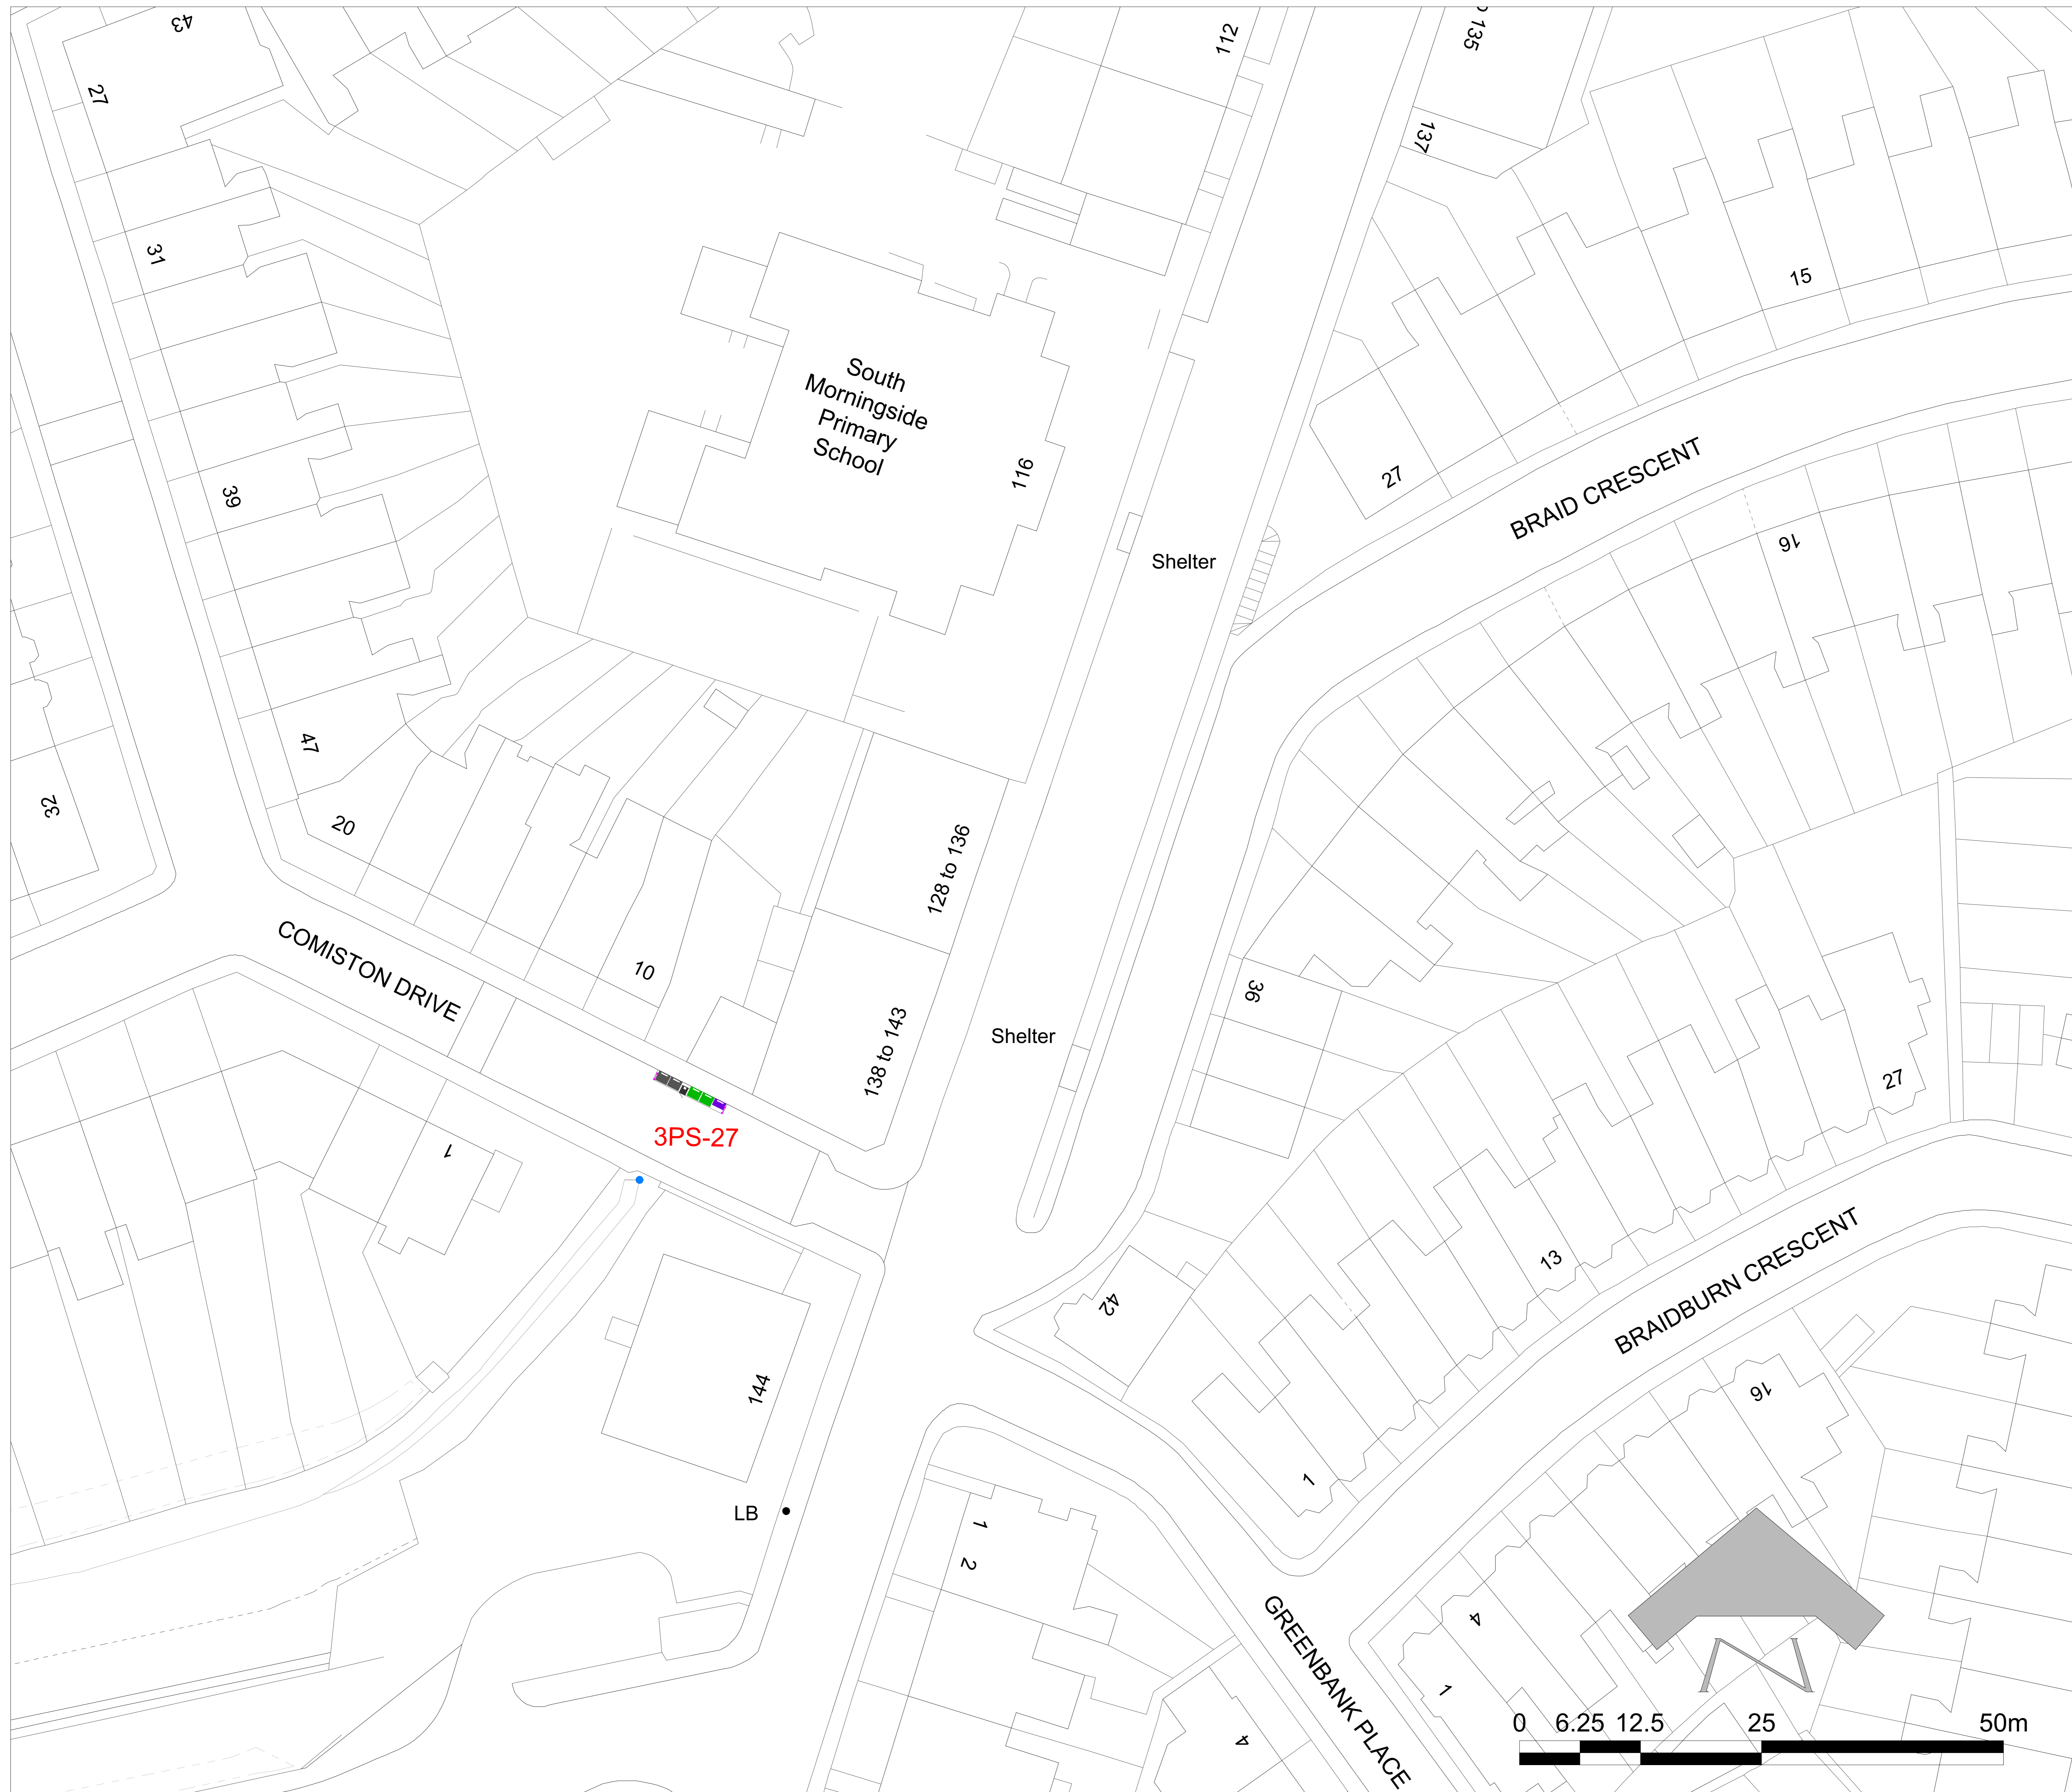 43
112
135
27
137
31
15
South
Morningside
Primary
School
116
27
BRAID CRESCENT
39
16
Shelter
47
32
20
128 to 136
COMISTON DRIVE
10
36
138 to 143
Shelter
27
3PS-27
1
13
BRAIDBURN CRESCENT
42
144
16
1
LB
1
2
4
GREENBANK PLACE
1
4
N
0 6.25 12.5 25 50m